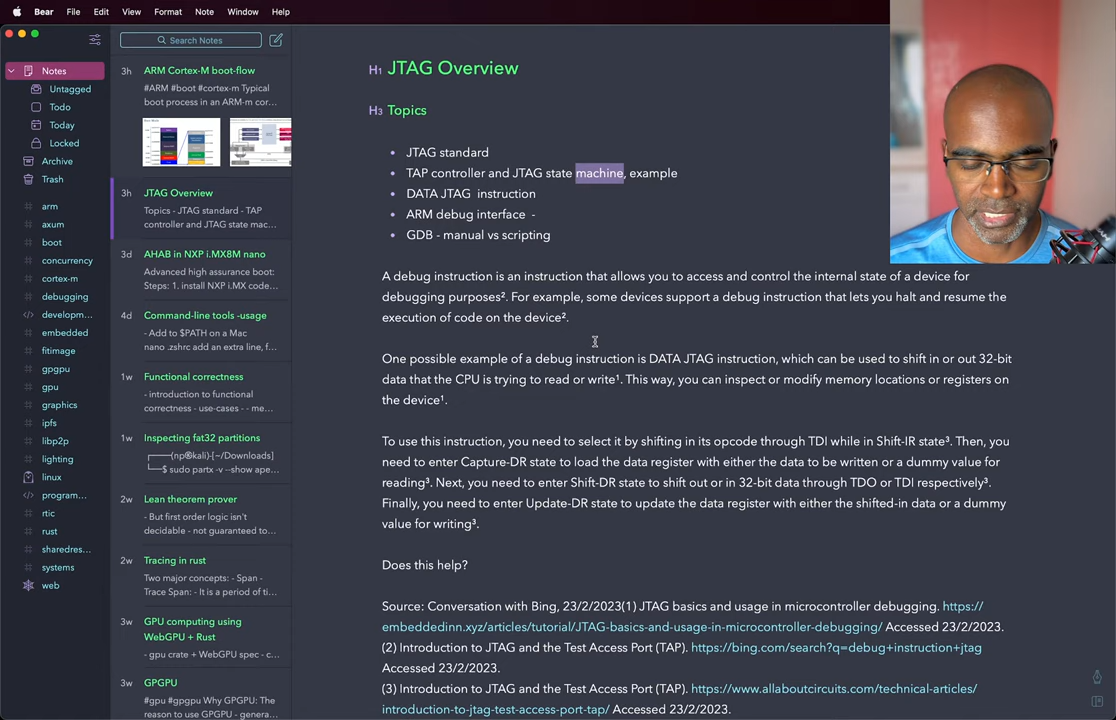 Bear File Edit View Format Note Window Help
Search Notes
Notes
Untagged
Todo
Today
Locked
Archive
Trash
arm
axum
boot
concurrency
cortex-m
debugging
developm...
embedded
fitimage
gpgpu
gpu
graphics
ipfs
libp2p
lighting
linux
program...
rtic
rust
sharedres...
systems
web
3h ARM Cortex-M boot-flow
#ARM #boot #cortex-m Typical
boot process in an ARM-m cor...
3h JTAG Overview
Topics - JTAG standard - TAP
controller and JTAG state mac...
3d AHAB in NXP i.MX8M nano
Advanced high assurance boot:
Steps: 1. install NXP i.MX code...
4d Command-line tools -usage
- Add to $PATH on a Mac
nano .zshrc add an extra line, f...
1w Functional correctness
- introduction to functional
correctness - use-cases - - me...
1w Inspecting fat32 partitions
┌──(np®kali)-[~/Downloads]
└─$ sudo partx -v --show ape...
2w Lean theorem prover
- But first order logic isn't
decidable - not guaranteed to...
2w Tracing in rust
Two major concepts: - Span -
Trace Span: - It is a period of ti...
3w GPU computing using
WebGPU + Rust
- gpu crate + WebGPU spec - c...
3w GPGPU
#gpu #gpgpu Why GPGPU: The
reason to use GPGPU - genera...
H1 JTAG Overview
H3 Topics
• JTAG standard
• TAP controller and JTAG state machine, example
• DATA JTAG instruction
• ARM debug interface -
• GDB - manual vs scripting
A debug instruction is an instruction that allows you to access and control the internal state of a device for
debugging purposes². For example, some devices support a debug instruction that lets you halt and resume the
execution of code on the device².
One possible example of a debug instruction is DATA JTAG instruction, which can be used to shift in or out 32-bit
data that the CPU is trying to read or write¹. This way, you can inspect or modify memory locations or registers on
the device¹.
To use this instruction, you need to select it by shifting in its opcode through TDI while in Shift-IR state³. Then, you
need to enter Capture-DR state to load the data register with either the data to be written or a dummy value for
reading³. Next, you need to enter Shift-DR state to shift out or in 32-bit data through TDO or TDI respectively³.
Finally, you need to enter Update-DR state to update the data register with either the shifted-in data or a dummy
value for writing³.
Does this help?
Source: Conversation with Bing, 23/2/2023(1) JTAG basics and usage in microcontroller debugging. https://
embeddedinn.xyz/articles/tutorial/JTAG-basics-and-usage-in-microcontroller-debugging/ Accessed 23/2/2023.
(2) Introduction to JTAG and the Test Access Port (TAP). https://bing.com/search?q=debug+instruction+jtag
Accessed 23/2/2023.
(3) Introduction to JTAG and the Test Access Port (TAP). https://www.allaboutcircuits.com/technical-articles/
introduction-to-jtag-test-access-port-tap/ Accessed 23/2/2023.